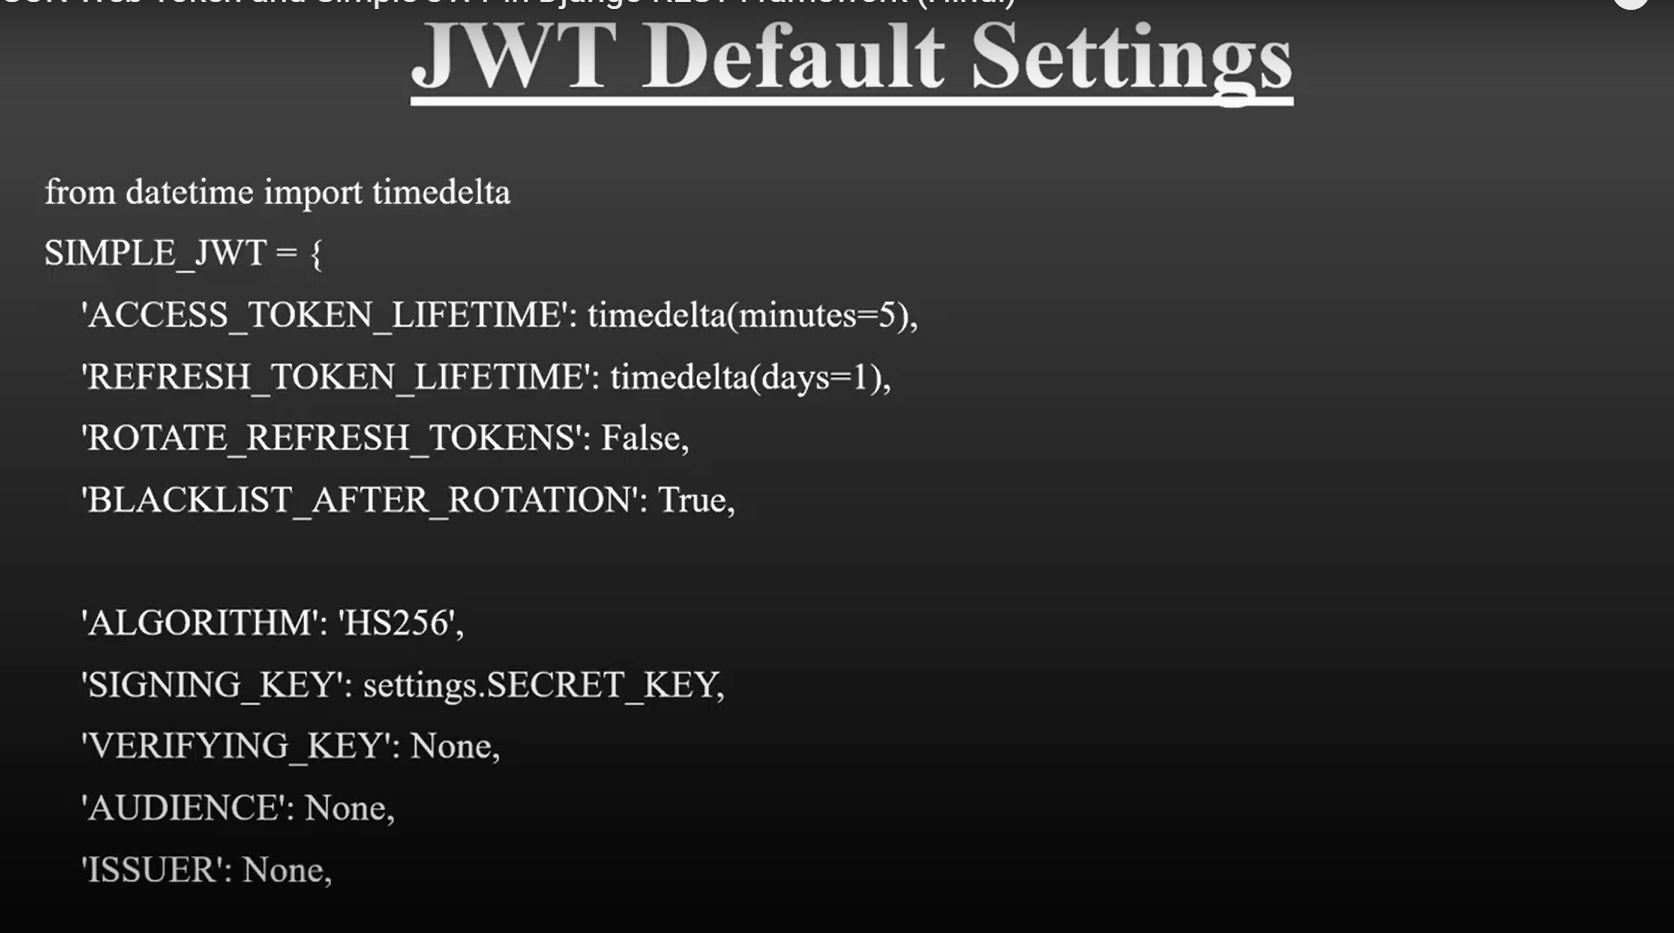 JWT Default Settings
from datetime import timedelta
SIMPLE_JWT = {
'ACCESS_TOKEN_LIFETIME': timedelta(minutes=5),
'REFRESH_TOKEN_LIFETIME': timedelta(days=1),
'ROTATE_REFRESH_TOKENS': False,
'BLACKLIST_AFTER_ROTATION': True,
'ALGORITHM': 'HS256',
'SIGNING_KEY': settings.SECRET_KEY,
'VERIFYING_KEY': None,
'AUDIENCE': None,
'ISSUER': None,